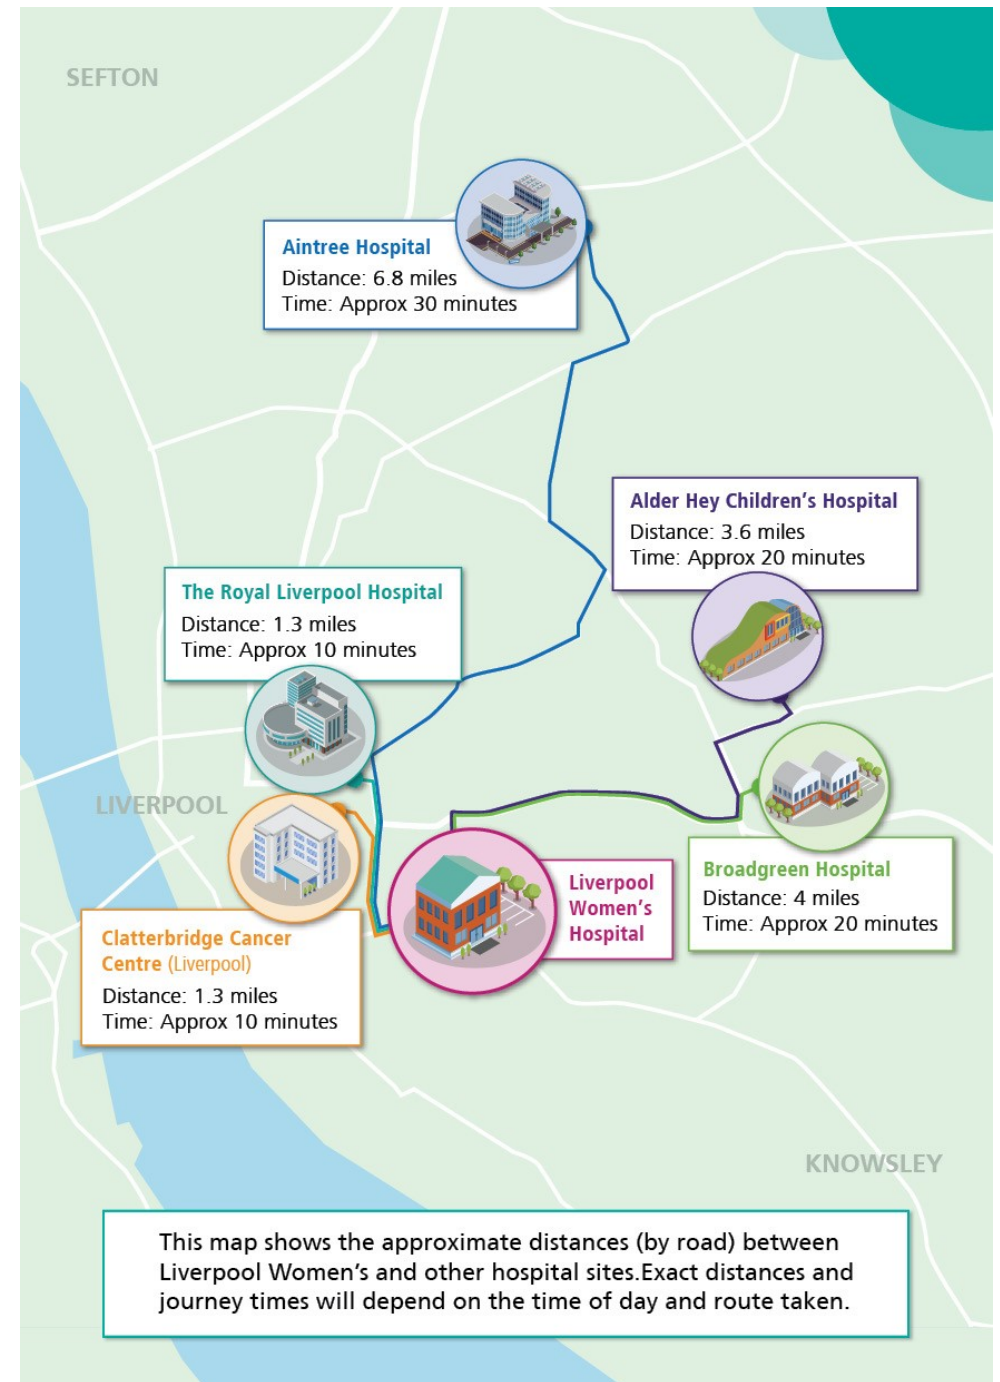 SEFTON
Aintree Hospital
Distance: 6.8 miles
Time: Approx 30 minutes
Alder Hey Children’s Hospital
Distance: 3.6 miles
Time: Approx 20 minutes
The Royal Liverpool Hospital
Distance: 1.3 miles
Time: Approx 10 minutes
LIVERPOOL
Liverpool
Women’s
Hospital
Broadgreen Hospital
Distance: 4 miles
Time: Approx 20 minutes
Clatterbridge Cancer
Centre (Liverpool)
Distance: 1.3 miles
Time: Approx 10 minutes
KNOWSLEY
This map shows the approximate distances (by road) between
Liverpool Women’s and other hospital sites.Exact distances and
journey times will depend on the time of day and route taken.